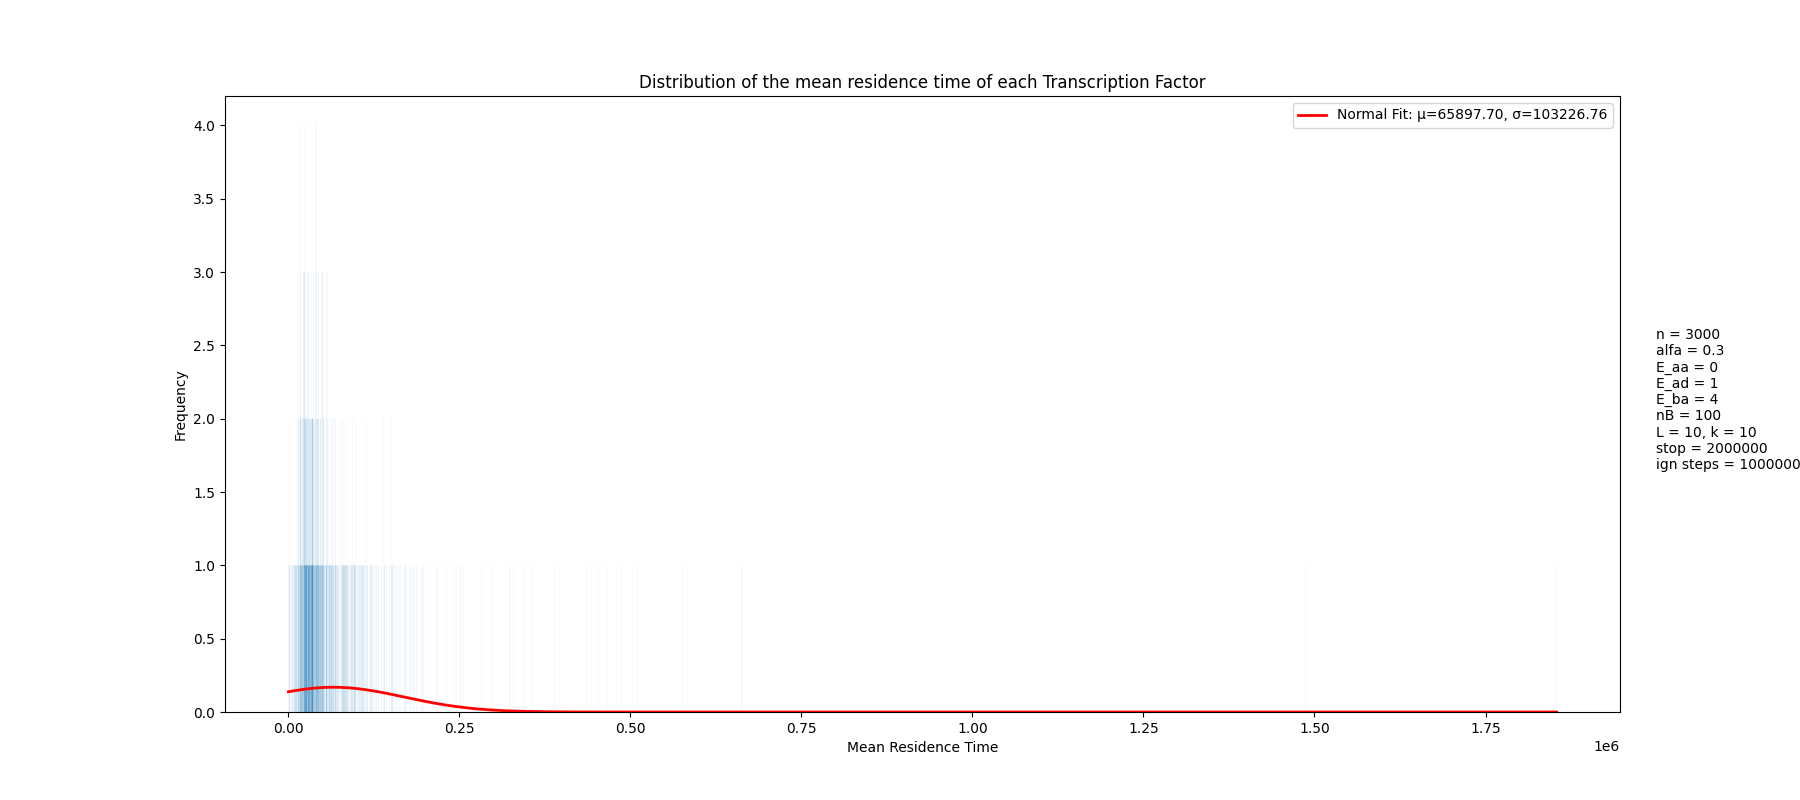 Distribution of the mean residence time of each Transcription Factor
Normal Fit: μ=65897.70, σ=103226.76
4.0
3.5
3.0
2.5
2.0
1.5
1.0
0.5
0.0
Frequency
0.00 0.25 0.50 0.75 1.00 1.25 1.50 1.75
1e6
Mean Residence Time
n = 3000
alfa = 0.3
E_aa = 0
E_ad = 1
E_ba = 4
nB = 100
L = 10, k = 10
stop = 2000000
ign steps = 1000000